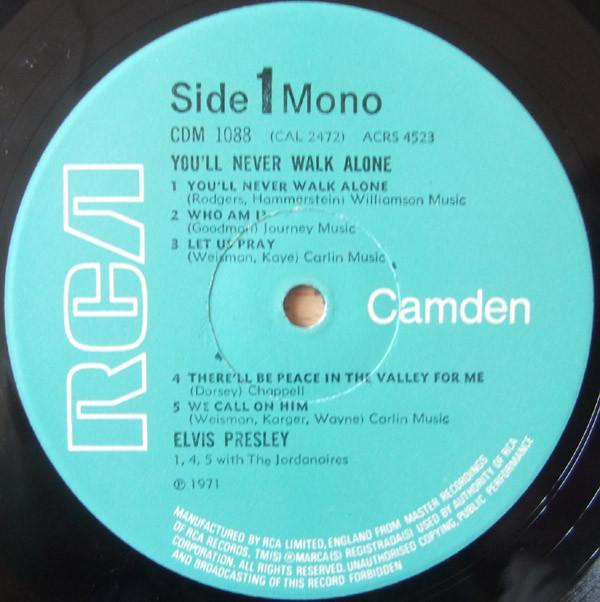 Side 1 Mono
CDM 1088 (CAL 2472) ACRS 4523
YOU'LL NEVER WALK ALONE
1 YOU'LL NEVER WALK ALONE
(Rodgers, Hammerstein) Williamson Music
2 WHO AM I?
(Goodman) Journey Music
3 LET US PRAY
(Weisman, Kaye) Carlin Music
RCA
Camden
4 THERE'LL BE PEACE IN THE VALLEY FOR ME
(Dorsey) Chappell
5 WE CALL ON HIM
(Weisman, Karger, Wayne) Carlin Music
ELVIS PRESLEY
1, 4, 5 with The Jordanaires
℗ 1971
MANUFACTURED BY RCA LIMITED, ENGLAND FROM MASTER RECORDINGS
OF RCA RECORDS. TM(S) ® MARCA(S) REGISTRADA(S) USED BY AUTHORITY OF RCA
CORPORATION. ALL RIGHTS RESERVED. UNAUTHORISED COPYING, PUBLIC PERFORMANCE
AND BROADCASTING OF THIS RECORD FORBIDDEN